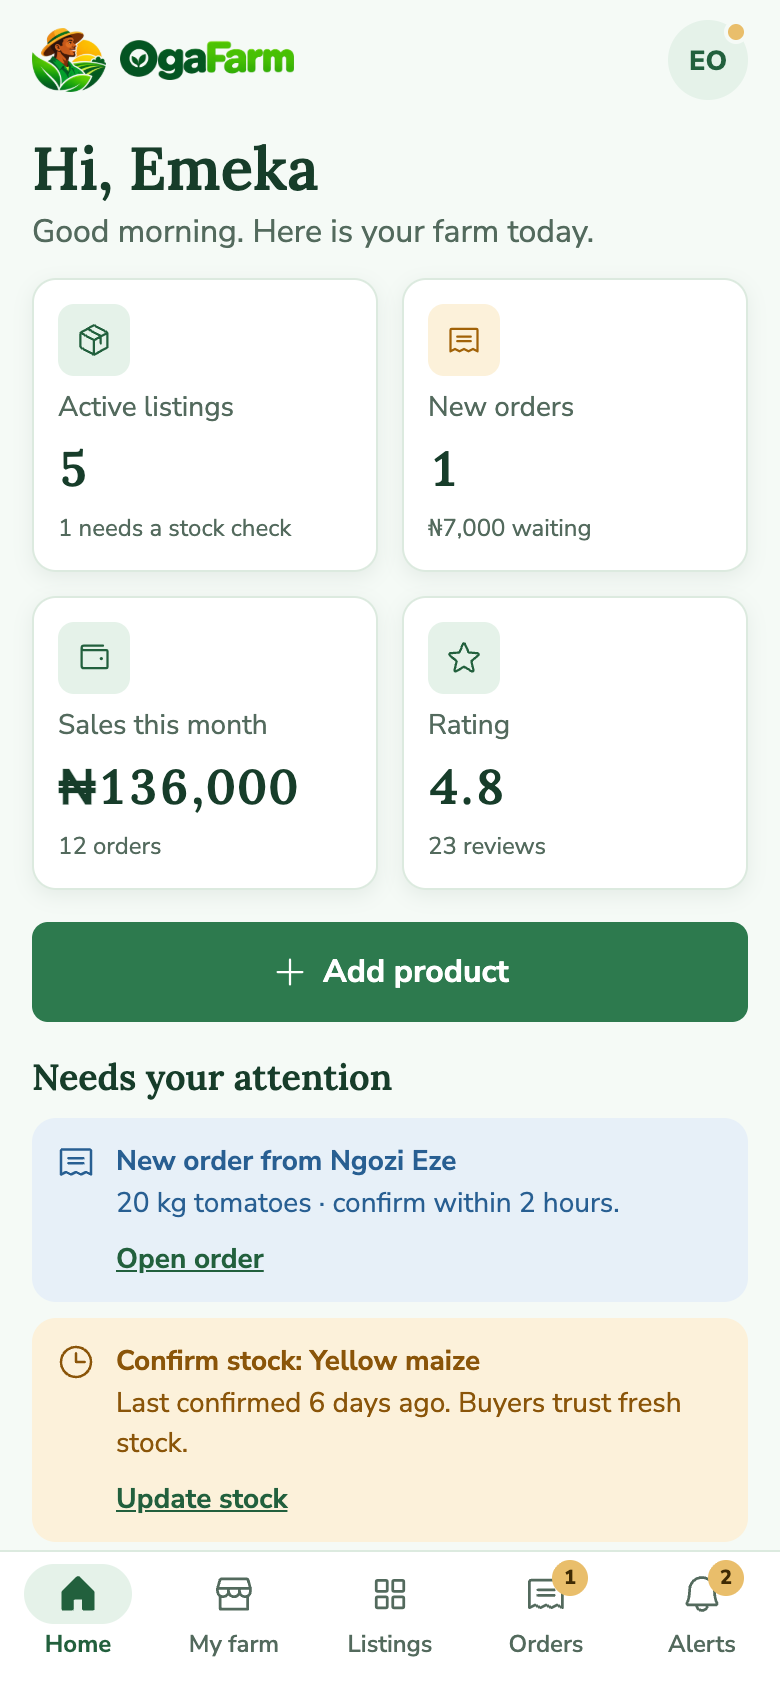 OgaFarm
EO
Hi, Emeka
Good morning. Here is your farm today.
Active listings
5
1 needs a stock check
New orders
1
₦7,000 waiting
Sales this month
₦136,000
12 orders
Rating
4.8
23 reviews
Add product
Needs your attention
New order from Ngozi Eze
20 kg tomatoes · confirm within 2 hours.
Open order
Confirm stock: Yellow maize
Last confirmed 6 days ago. Buyers trust fresh
stock.
Update stock
Home
My farm
Listings
1
Orders
2
Alerts